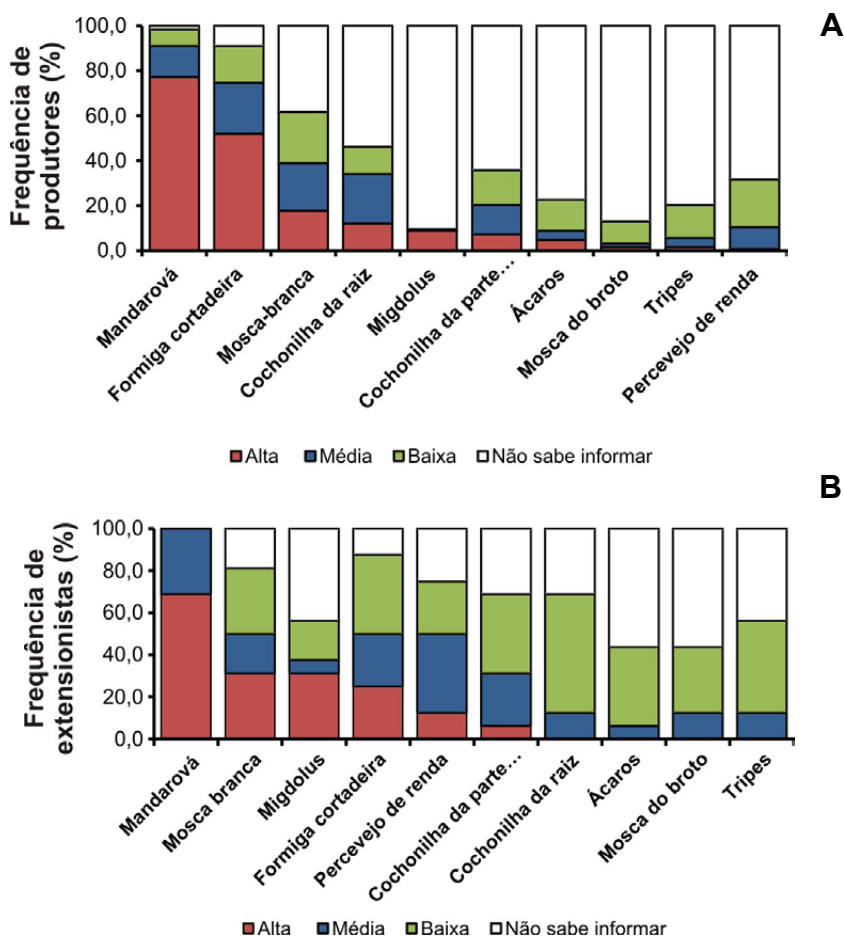 A
Frequência de
produtores (%)
100,0
80,0
60,0
40,0
20,0
0,0
Mandarová
Formiga cortadeira
Mosca-branca
Cochonilha da raiz
Migdolus
Cochonilha da parte...
Ácaros
Mosca do broto
Tripes
Percevejo de renda
Alta Média Baixa Não sabe informar
B
Frequência de
extensionistas (%)
100,0
80,0
60,0
40,0
20,0
0,0
Mandarová
Mosca branca
Migdolus
Formiga cortadeira
Percevejo de renda
Cochonilha da parte...
Cochonilha da raiz
Ácaros
Mosca do broto
Tripes
Alta Média Baixa Não sabe informar